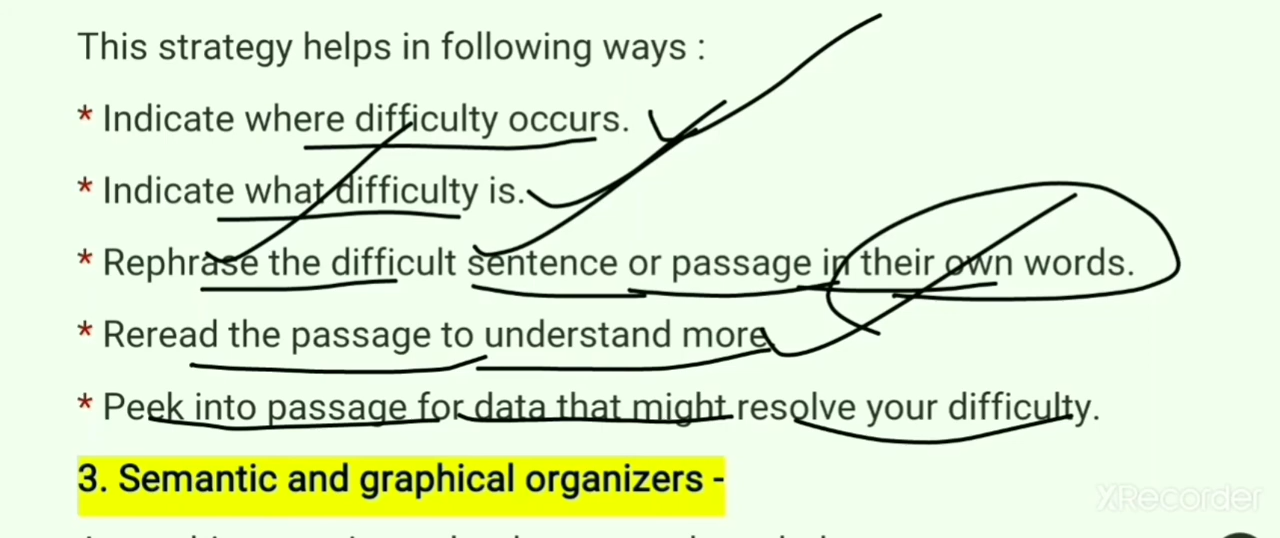 This strategy helps in following ways :
* Indicate where difficulty occurs.
* Indicate what difficulty is.
* Rephrase the difficult sentence or passage in their own words.
* Reread the passage to understand more
* Peek into passage for data that might resolve your difficulty.
3. Semantic and graphical organizers -
XRecorder